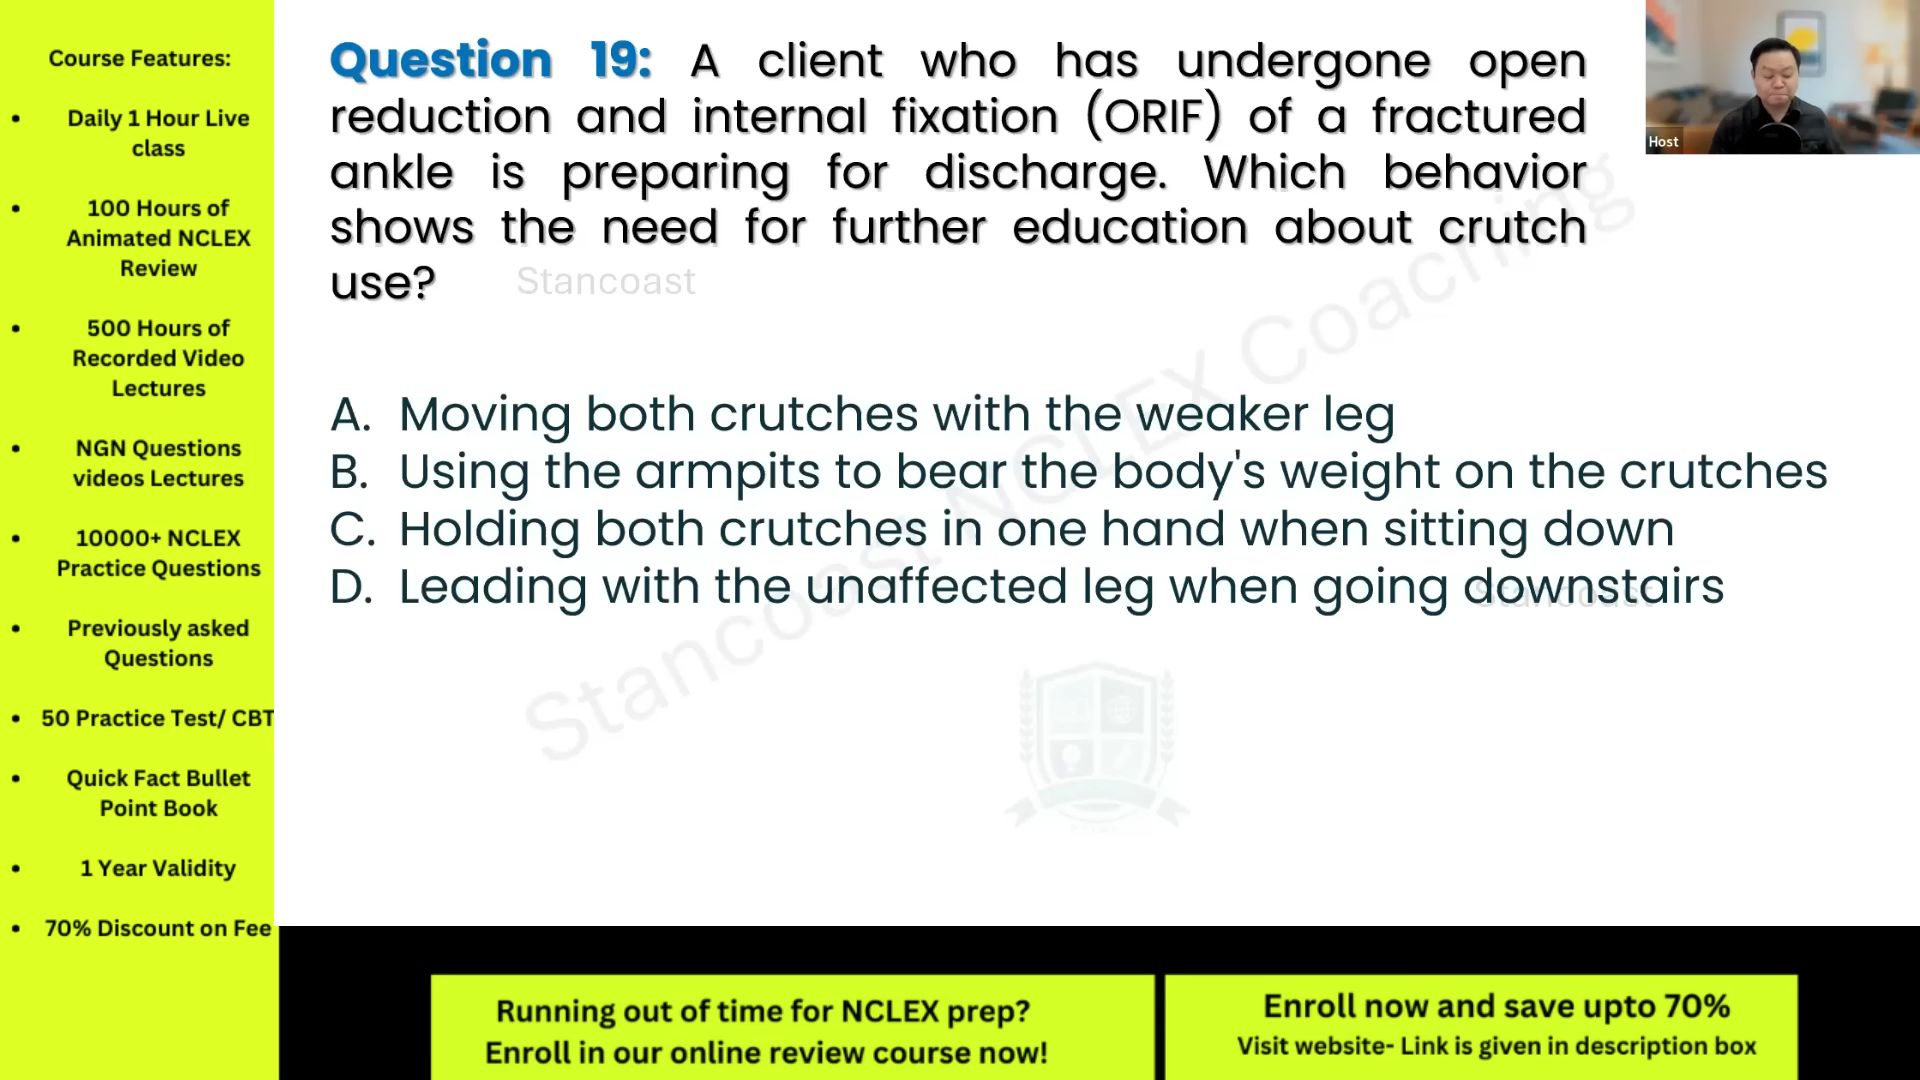 Course Features:
• Daily 1 Hour Live
class
• 100 Hours of
Animated NCLEX
Review
• 500 Hours of
Recorded Video
Lectures
• NGN Questions
videos Lectures
• 10000+ NCLEX
Practice Questions
• Previously asked
Questions
• 50 Practice Test/ CBT
• Quick Fact Bullet
Point Book
• 1 Year Validity
• 70% Discount on Fee
Question 19: A client who has undergone open
reduction and internal fixation (ORIF) of a fractured
ankle is preparing for discharge. Which behavior
shows the need for further education about crutch
use?
Stancoast
A. Moving both crutches with the weaker leg
B. Using the armpits to bear the body's weight on the crutches
C. Holding both crutches in one hand when sitting down
D. Leading with the unaffected leg when going downstairs
Stancoast
Stancoast NCLEX Coaching
Host
Running out of time for NCLEX prep?
Enroll in our online review course now!
Enroll now and save upto 70%
Visit website- Link is given in description box